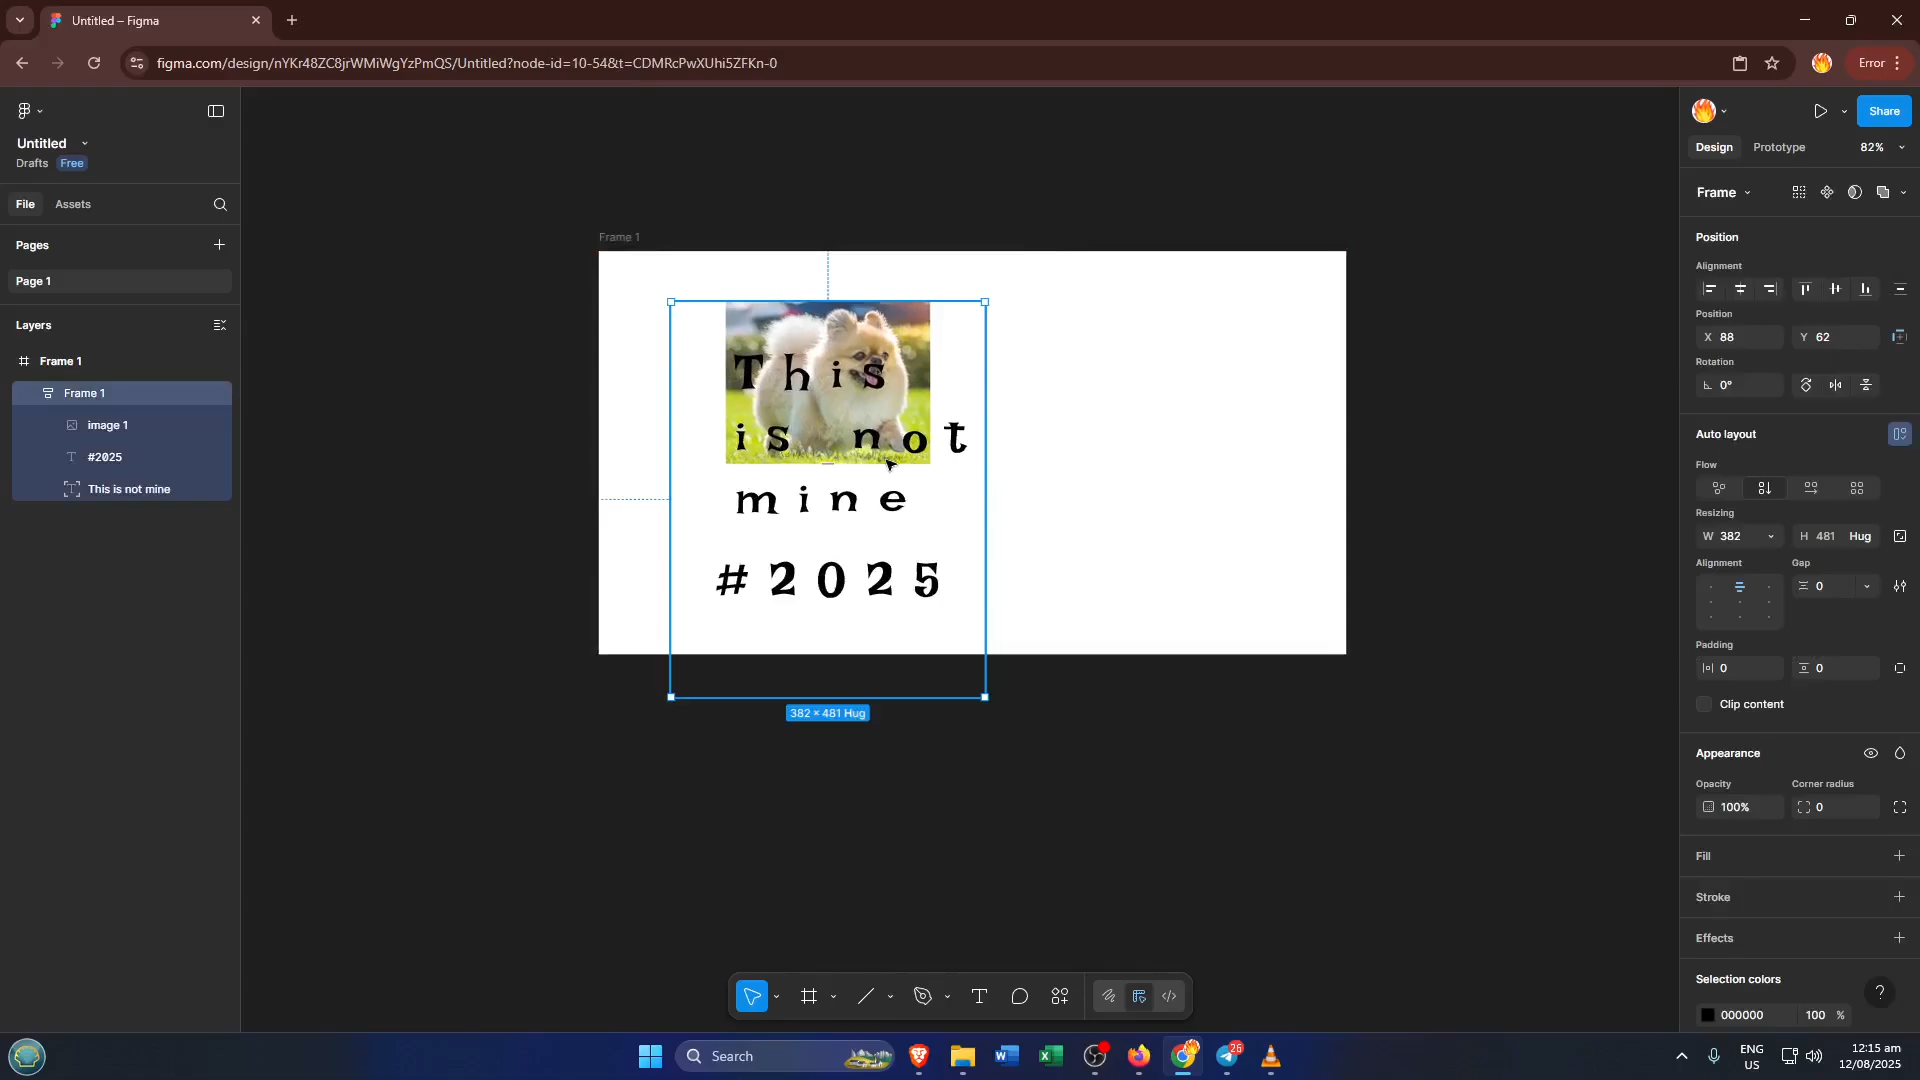 Untitled – Figma
figma.com/design/nYKr48ZC8jrWMiWgYzPmQS/Untitled?node-id=10-54&t=CDMRcPwXUhi5ZFKn-0
Error
Untitled
Drafts Free
File Assets
Pages
Page 1
Layers
Frame 1
Frame 1
image 1
#2025
This is not mine
Frame 1
This
is not
mine
#2025
382 × 481 Hug
Share
Design Prototype 82%
Frame
Position
Alignment
Position
X 88 Y 62
Rotation
0°
Auto layout
Flow
Resizing
W 382 H 481 Hug
Alignment Gap
0
Padding
0 0
Clip content
Appearance
Opacity Corner radius
100% 0
Fill
Stroke
Effects
Selection colors
000000 100 %
?
Search
26
ENG
US
12:15 am
12/08/2025